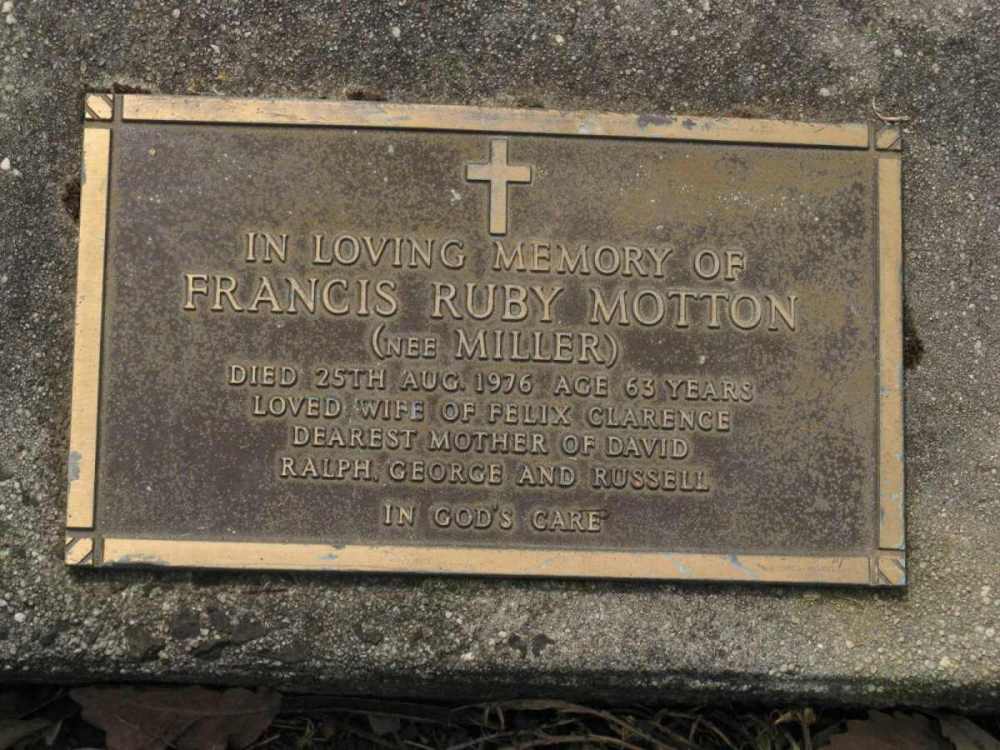 IN LOVING MEMORY OF
FRANCIS RUBY MOTTON
(NEE MILLER)
DIED 25TH AUG. 1976 AGE 63 YEARS
LOVED WIFE OF FELIX CLARENCE
DEAREST MOTHER OF DAVID
RALPH, GEORGE AND RUSSELL
IN GOD'S CARE